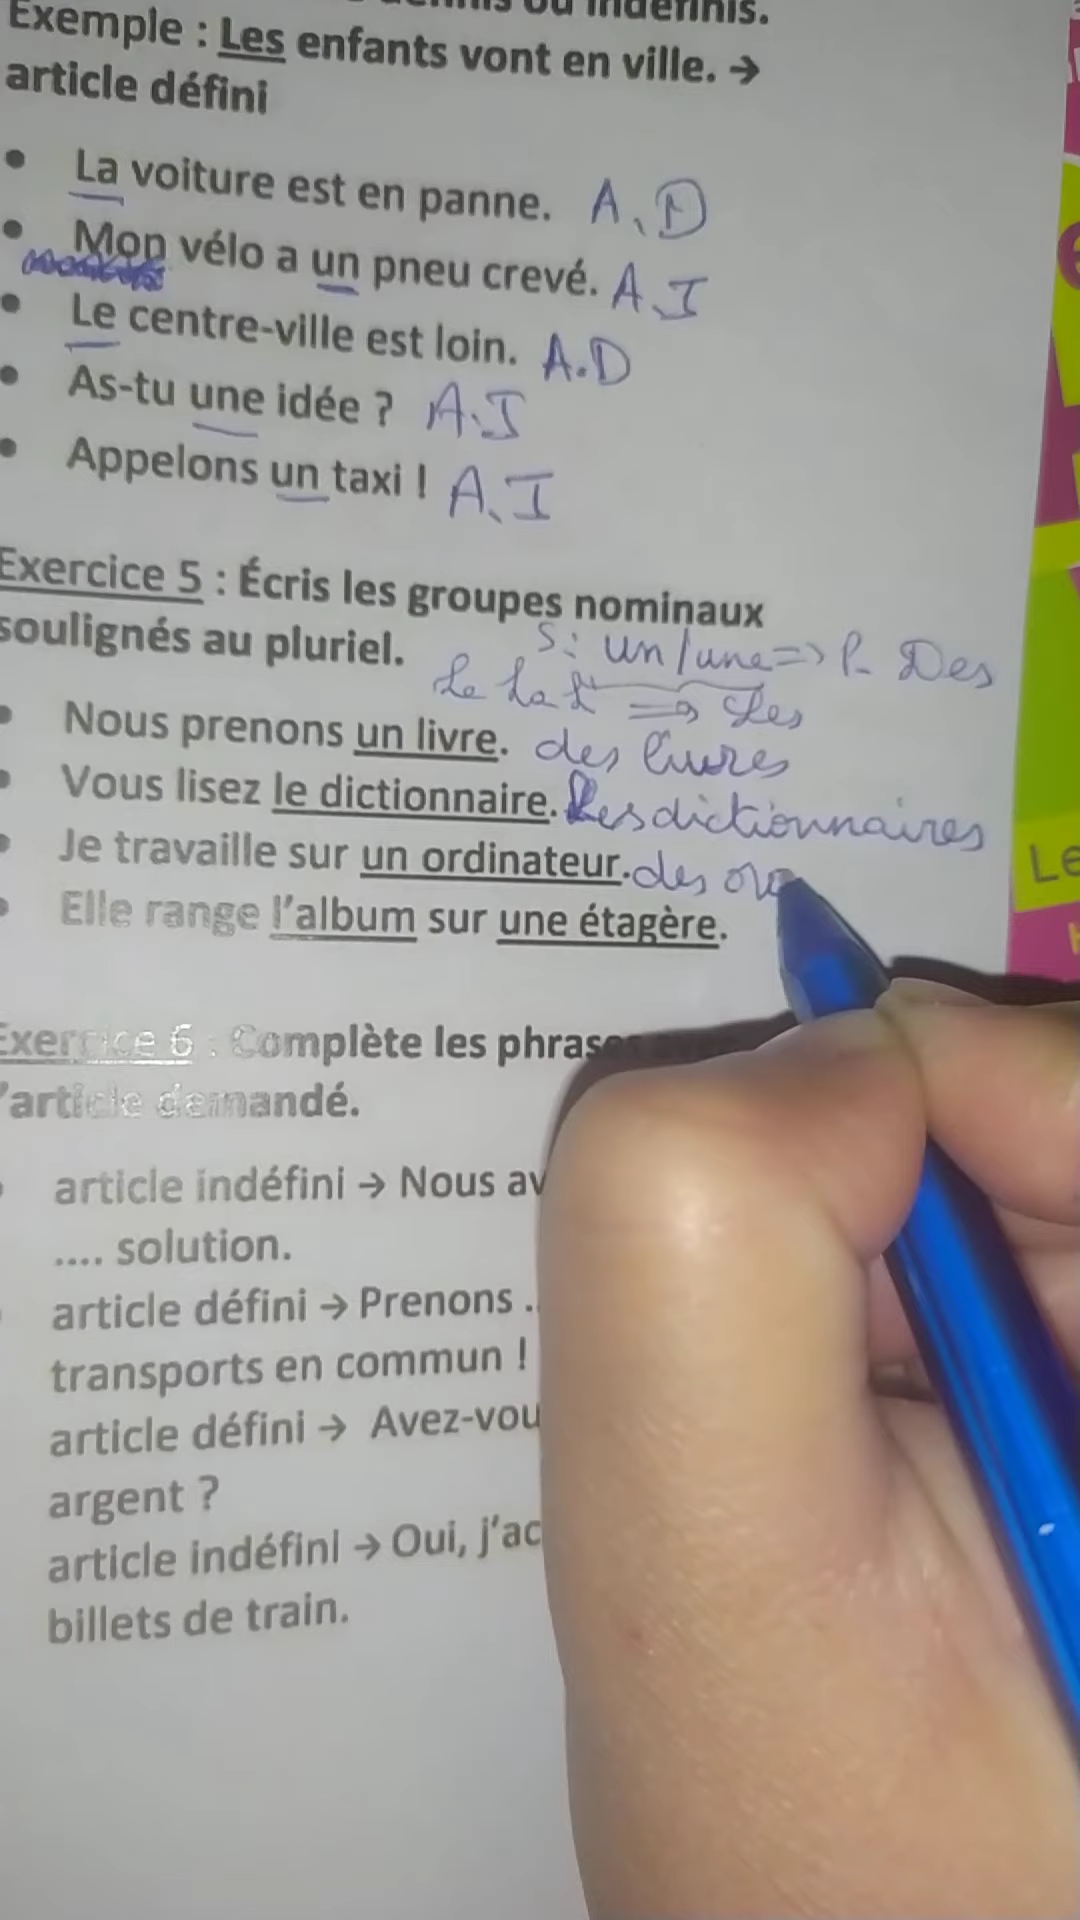 ou indéfinis.
Exemple : Les enfants vont en ville. →
article défini
• La voiture est en panne. A.D
• Mon vélo a un pneu crevé. A.I
• Le centre-ville est loin. A.D
• As-tu une idée ? A.I
• Appelons un taxi ! A.I
Exercice 5 : Écris les groupes nominaux
soulignés au pluriel.
S: un/une => P. Des
Le La l' => Les
• Nous prenons un livre. des livres
• Vous lisez le dictionnaire. Les dictionnaires
• Je travaille sur un ordinateur. des
• Elle range l'album sur une étagère.
Exercice 6 : Complète les phrases
l'article demandé.
article indéfini → Nous av
.... solution.
article défini → Prenons ..
transports en commun !
article défini → Avez-vou
argent ?
article indéfini → Oui, j'ac
billets de train.
Le